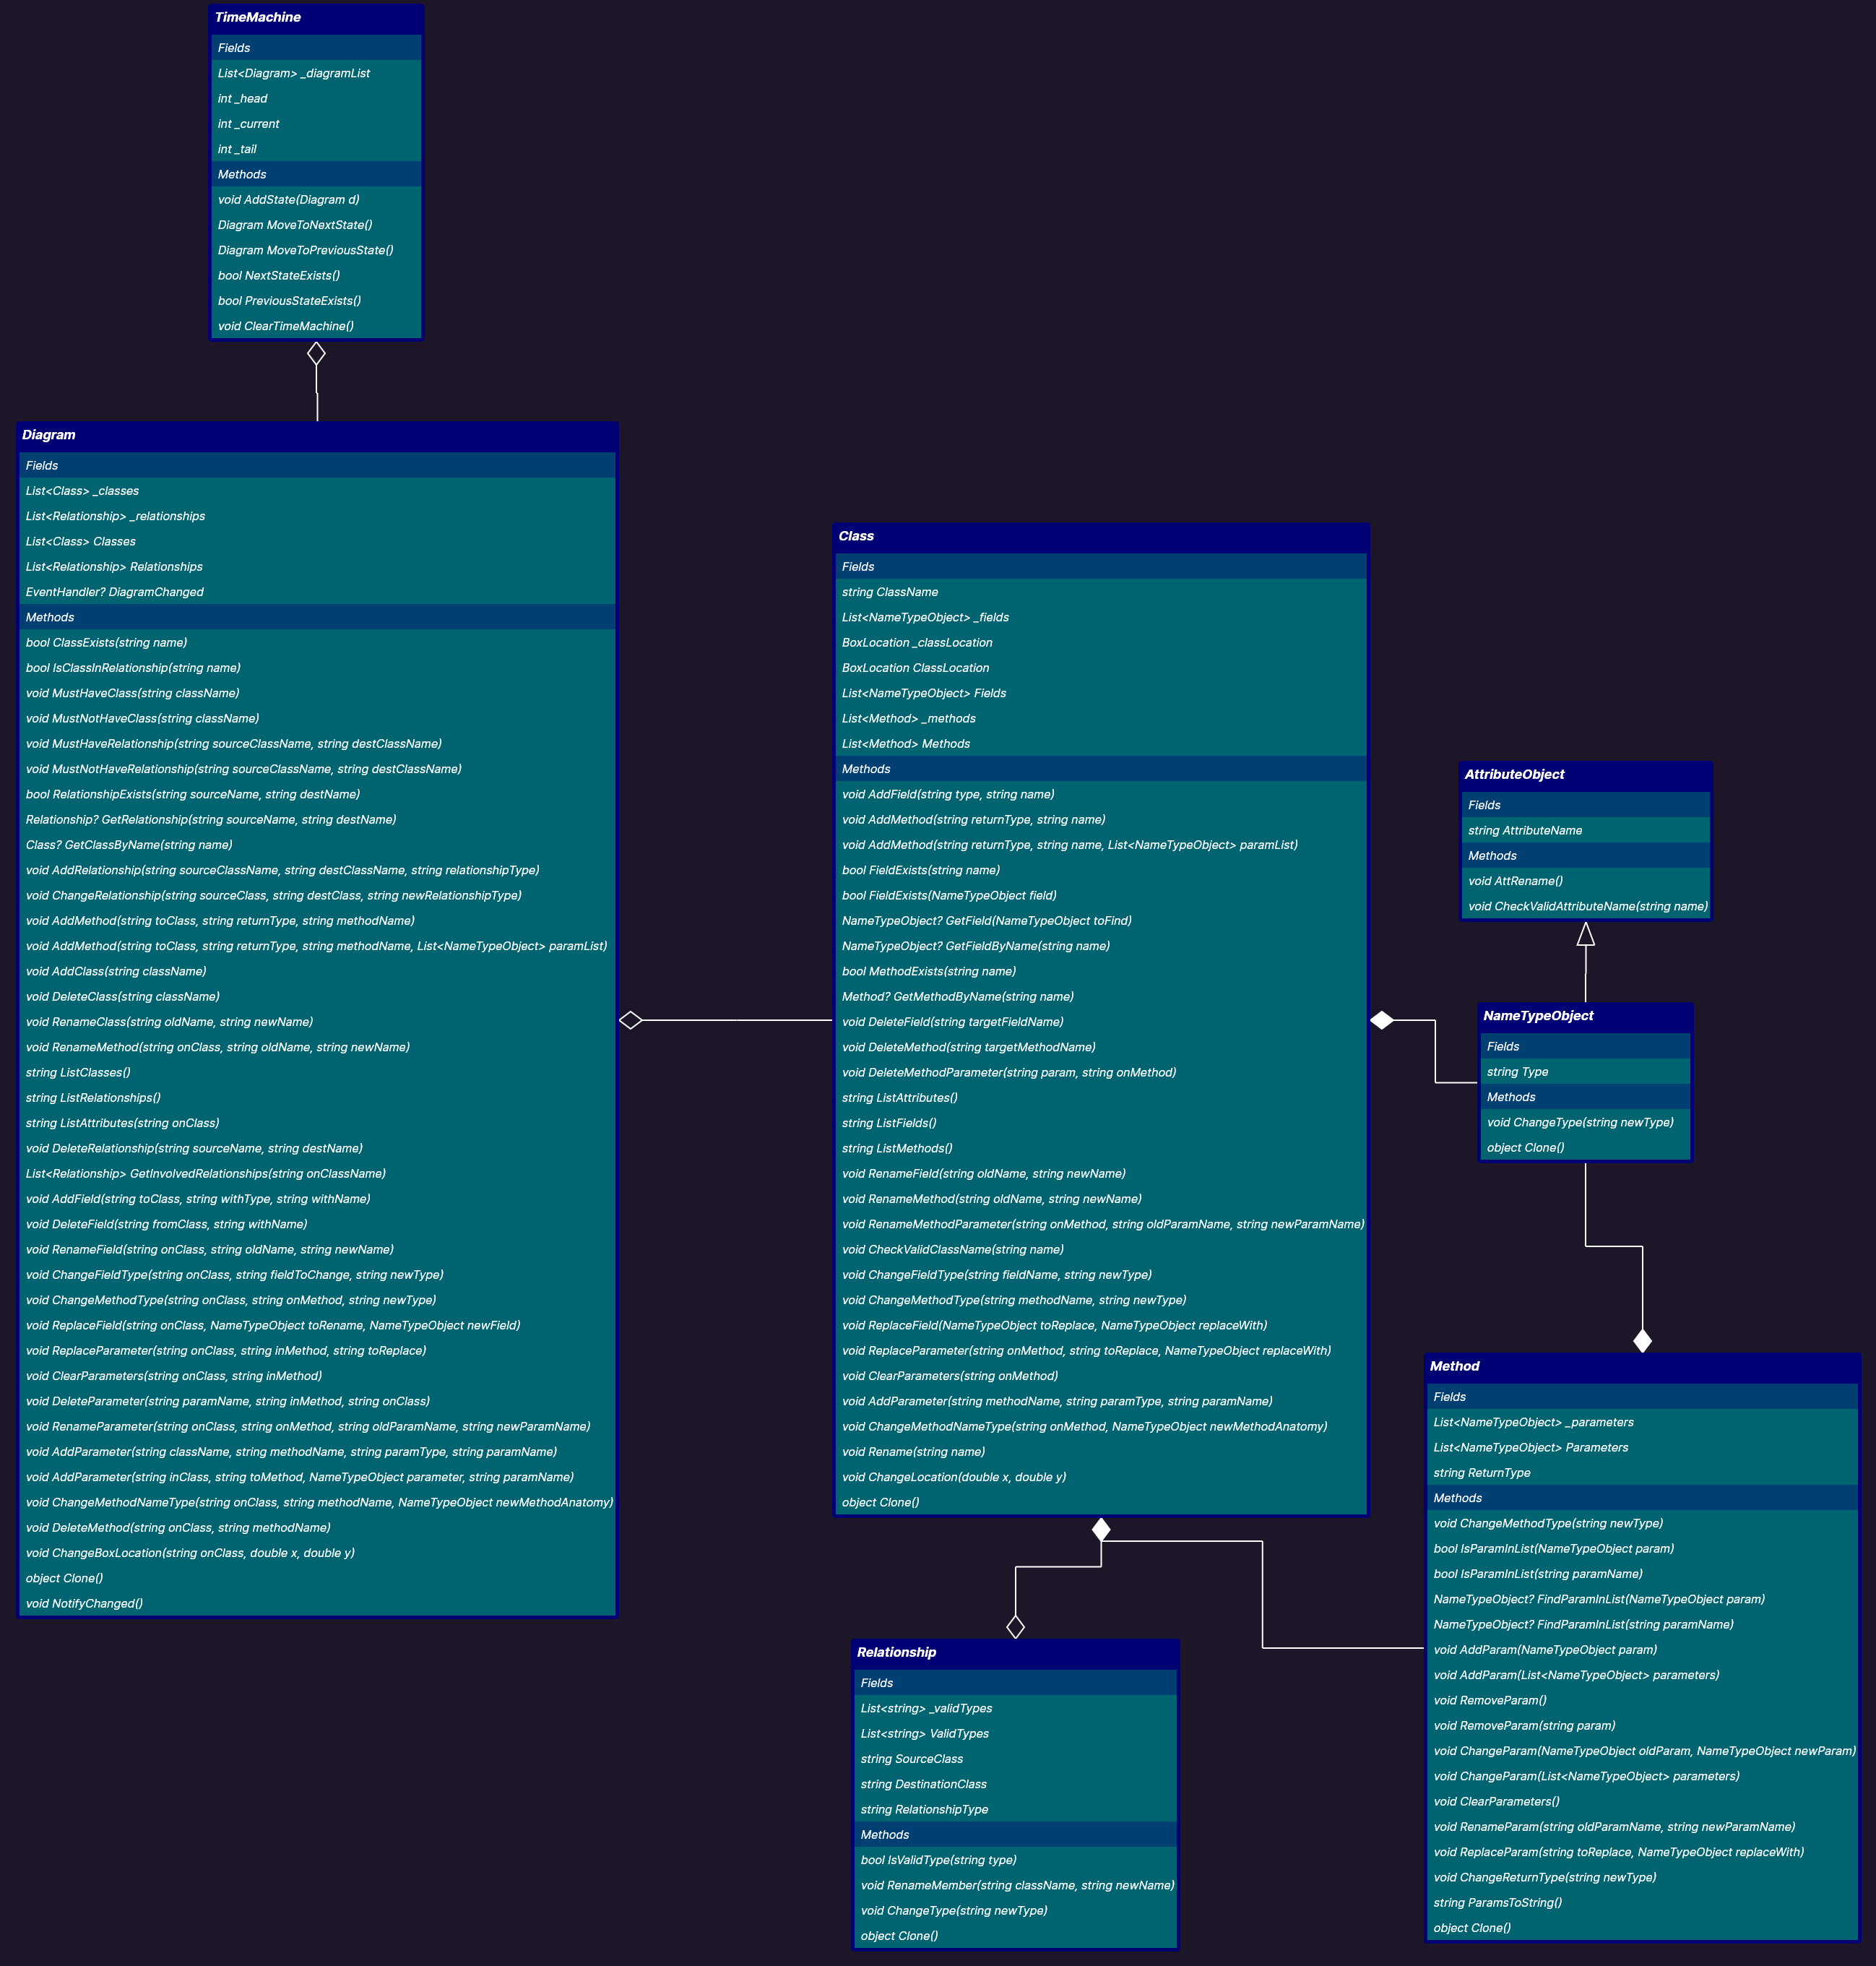 TimeMachine
Fields
List<Diagram> _diagramList
int _head
int _current
int _tail
Methods
void AddState(Diagram d)
Diagram MoveToNextState()
Diagram MoveToPreviousState()
bool NextStateExists()
bool PreviousStateExists()
void ClearTimeMachine()
Diagram
Fields
List<Class> _classes
List<Relationship> _relationships
List<Class> Classes
List<Relationship> Relationships
EventHandler? DiagramChanged
Methods
bool ClassExists(string name)
bool IsClassInRelationship(string name)
void MustHaveClass(string className)
void MustNotHaveClass(string className)
void MustHaveRelationship(string sourceClassName, string destClassName)
void MustNotHaveRelationship(string sourceClassName, string destClassName)
bool RelationshipExists(string sourceName, string destName)
Relationship? GetRelationship(string sourceName, string destName)
Class? GetClassByName(string name)
void AddRelationship(string sourceClassName, string destClassName, string relationshipType)
void ChangeRelationship(string sourceClass, string destClass, string newRelationshipType)
void AddMethod(string toClass, string returnType, string methodName)
void AddMethod(string toClass, string returnType, string methodName, List<NameTypeObject> paramList)
void AddClass(string className)
void DeleteClass(string className)
void RenameClass(string oldName, string newName)
void RenameMethod(string onClass, string oldName, string newName)
string ListClasses()
string ListRelationships()
string ListAttributes(string onClass)
void DeleteRelationship(string sourceName, string destName)
List<Relationship> GetInvolvedRelationships(string onClassName)
void AddField(string toClass, string withType, string withName)
void DeleteField(string fromClass, string withName)
void RenameField(string onClass, string oldName, string newName)
void ChangeFieldType(string onClass, string fieldToChange, string newType)
void ChangeMethodType(string onClass, string onMethod, string newType)
void ReplaceField(string onClass, NameTypeObject toRename, NameTypeObject newField)
void ReplaceParameter(string onClass, string inMethod, string toReplace)
void ClearParameters(string onClass, string inMethod)
void DeleteParameter(string paramName, string inMethod, string onClass)
void RenameParameter(string onClass, string onMethod, string oldParamName, string newParamName)
void AddParameter(string className, string methodName, string paramType, string paramName)
void AddParameter(string inClass, string toMethod, NameTypeObject parameter, string paramName)
void ChangeMethodNameType(string onClass, string methodName, NameTypeObject newMethodAnatomy)
void DeleteMethod(string onClass, string methodName)
void ChangeBoxLocation(string onClass, double x, double y)
object Clone()
void NotifyChanged()
Class
Fields
string ClassName
List<NameTypeObject> _fields
BoxLocation _classLocation
BoxLocation ClassLocation
List<NameTypeObject> Fields
List<Method> _methods
List<Method> Methods
Methods
void AddField(string type, string name)
void AddMethod(string returnType, string name)
void AddMethod(string returnType, string name, List<NameTypeObject> paramList)
bool FieldExists(string name)
bool FieldExists(NameTypeObject field)
NameTypeObject? GetField(NameTypeObject toFind)
NameTypeObject? GetFieldByName(string name)
bool MethodExists(string name)
Method? GetMethodByName(string name)
void DeleteField(string targetFieldName)
void DeleteMethod(string targetMethodName)
void DeleteMethodParameter(string param, string onMethod)
string ListAttributes()
string ListFields()
string ListMethods()
void RenameField(string oldName, string newName)
void RenameMethod(string oldName, string newName)
void RenameMethodParameter(string onMethod, string oldParamName, string newParamName)
void CheckValidClassName(string name)
void ChangeFieldType(string fieldName, string newType)
void ChangeMethodType(string methodName, string newType)
void ReplaceField(NameTypeObject toReplace, NameTypeObject replaceWith)
void ReplaceParameter(string onMethod, string toReplace, NameTypeObject replaceWith)
void ClearParameters(string onMethod)
void AddParameter(string methodName, string paramType, string paramName)
void ChangeMethodNameType(string onMethod, NameTypeObject newMethodAnatomy)
void Rename(string name)
void ChangeLocation(double x, double y)
object Clone()
AttributeObject
Fields
string AttributeName
Methods
void AttRename()
void CheckValidAttributeName(string name)
NameTypeObject
Fields
string Type
Methods
void ChangeType(string newType)
object Clone()
Method
Fields
List<NameTypeObject> _parameters
List<NameTypeObject> Parameters
string ReturnType
Methods
void ChangeMethodType(string newType)
bool IsParamInList(NameTypeObject param)
bool IsParamInList(string paramName)
NameTypeObject? FindParamInList(NameTypeObject param)
NameTypeObject? FindParamInList(string paramName)
void AddParam(NameTypeObject param)
void AddParam(List<NameTypeObject> parameters)
void RemoveParam()
void RemoveParam(string param)
void ChangeParam(NameTypeObject oldParam, NameTypeObject newParam)
void ChangeParam(List<NameTypeObject> parameters)
void ClearParameters()
void RenameParam(string oldParamName, string newParamName)
void ReplaceParam(string toReplace, NameTypeObject replaceWith)
void ChangeReturnType(string newType)
string ParamsToString()
object Clone()
Relationship
Fields
List<string> _validTypes
List<string> ValidTypes
string SourceClass
string DestinationClass
string RelationshipType
Methods
bool IsValidType(string type)
void RenameMember(string className, string newName)
void ChangeType(string newType)
object Clone()